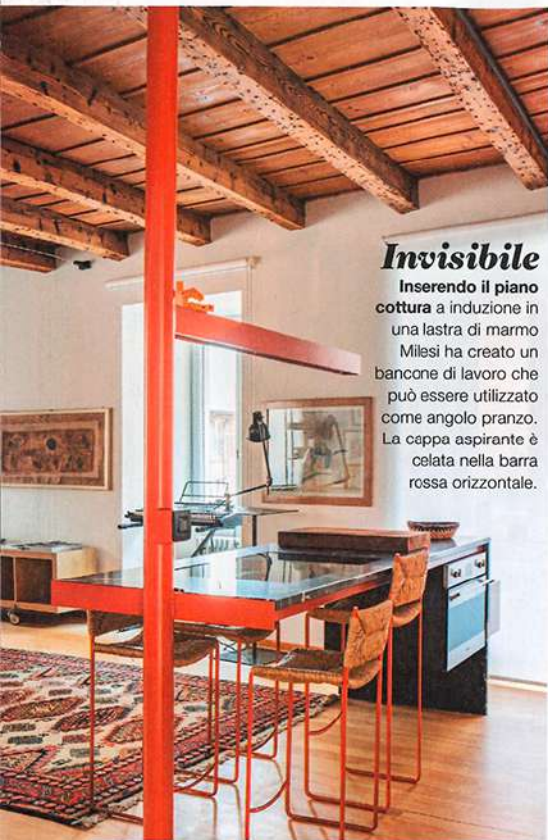 Invisibile
Inserendo il piano
cottura a induzione in
una lastra di marmo
Milesi ha creato un
bancone di lavoro che
può essere utilizzato
come angolo pranzo.
La cappa aspirante è
celata nella barra
rossa orizzontale.